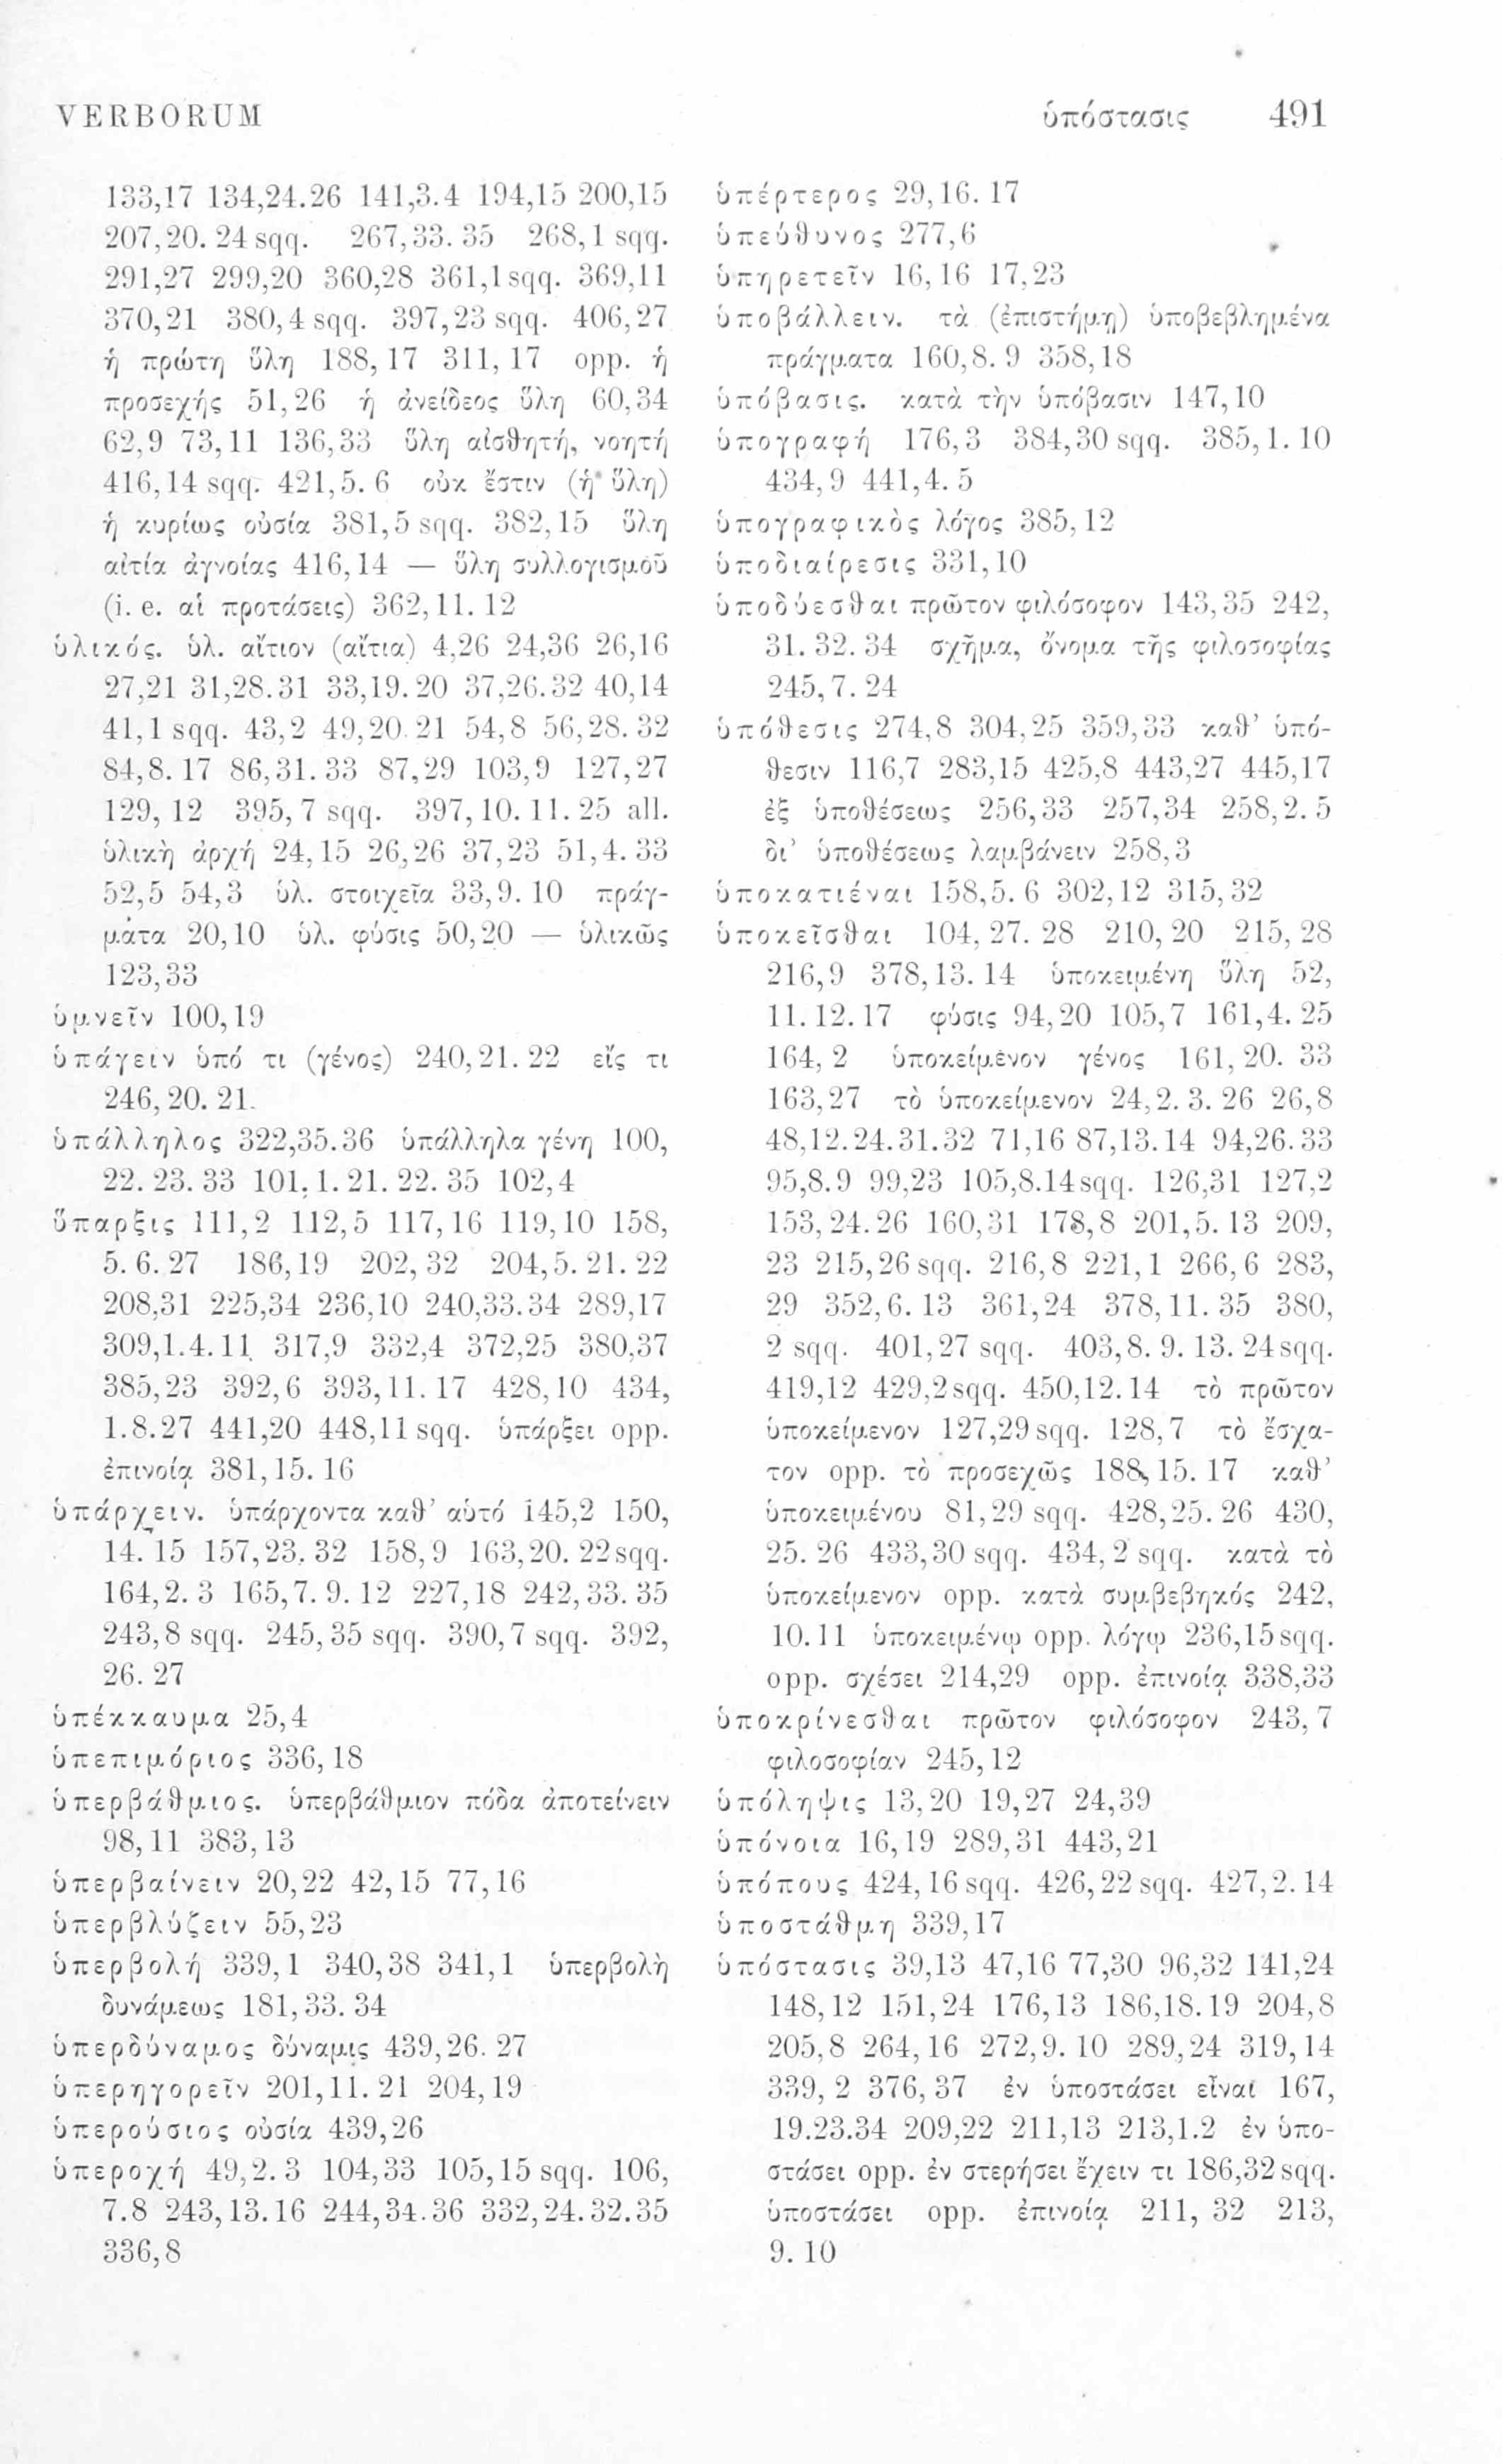 VERBORUM ὑπόστασις 491
133,17 134,24.26 141,3.4 194,15 200,15
207,20. 24 sqq. 267,33. 35 268,1 sqq.
291,27 299,20 360,28 361,1sqq. 369,11
370,21 380,4 sqq. 397,23 sqq. 406,27
ἡ πρώτη ὕλη 188,17 311,17 opp. ἡ
προσεχής 51,26 ἡ ἀνείδεος ὕλη 60,34
62,9 73,11 136,33 ὕλη αἰσθητή, νοητή
416,14 sqq. 421,5. 6 οὐκ ἔστιν (ἡ ὕλη)
ἡ κυρίως οὐσία 381,5 sqq. 382,15 ὕλη
αἰτία ἀγνοίας 416,14 — ὕλη συλλογισμοῦ
(i. e. αἱ προτάσεις) 362,11. 12
ὑλικός. ὑλ. αἴτιον (αἴτια) 4,26 24,36 26,16
27,21 31,28.31 33,19. 20 37,26.32 40,14
41,1 sqq. 43,2 49,20. 21 54,8 56,28. 32
84,8. 17 86,31. 33 87,29 103,9 127,27
129,12 395,7 sqq. 397,10. 11. 25 all.
ὑλικὴ ἀρχή 24,15 26,26 37,23 51,4. 33
52,5 54,3 ὑλ. στοιχεῖα 33,9. 10 πράγ-
ματα 20,10 ὑλ. φύσις 50,20 — ὑλικῶς
123,33
ὑμνεῖν 100,19
ὑπάγειν ὑπό τι (γένος) 240,21. 22 εἴς τι
246,20. 21.
ὑπάλληλος 322,35.36 ὑπάλληλα γένη 100,
22. 23. 33 101,1. 21. 22. 35 102,4
ὕπαρξις 111,2 112,5 117,16 119,10 158,
5. 6. 27 186,19 202,32 204,5. 21. 22
208,31 225,34 236,10 240,33.34 289,17
309,1.4. 11 317,9 332,4 372,25 380,37
385,23 392,6 393,11. 17 428,10 434,
1.8.27 441,20 448,11 sqq. ὑπάρξει opp.
ἐπινοίᾳ 381,15. 16
ὑπάρχειν. ὑπάρχοντα καθ’ αὑτό 145,2 150,
14. 15 157,23. 32 158,9 163,20. 22sqq.
164,2. 3 165,7. 9. 12 227,18 242,33. 35
243,8 sqq. 245,35 sqq. 390,7 sqq. 392,
26. 27
ὑπέκκαυμα 25,4
ὑπεπιμόριος 336,18
ὑπερβάθμιος. ὑπερβάθμιον πόδα ἀποτείνειν
98,11 383,13
ὑπερβαίνειν 20,22 42,15 77,16
ὑπερβλύζειν 55,23
ὑπερβολή 339,1 340,38 341,1 ὑπερβολὴ
δυνάμεως 181,33. 34
ὑπερδύναμος δύναμις 439,26. 27
ὑπερηγορεῖν 201,11. 21 204,19
ὑπερούσιος οὐσία 439,26
ὑπεροχή 49,2. 3 104,33 105,15 sqq. 106,
7.8 243,13.16 244,34.36 332,24.32.35
336,8
ὑπέρτερος 29,16. 17
ὑπεύθυνος 277,6
ὑπηρετεῖν 16,16 17,23
ὑποβάλλειν. τὰ (ἐπιστήμῃ) ὑποβεβλημένα
πράγματα 160,8. 9 358,18
ὑπόβασις. κατὰ τὴν ὑπόβασιν 147,10
ὑπογραφή 176,3 384,30 sqq. 385,1. 10
434,9 441,4. 5
ὑπογραφικὸς λόγος 385,12
ὑποδιαίρεσις 331,10
ὑποδύεσθαι πρῶτον φιλόσοφον 143,35 242,
31. 32. 34 σχῆμα, ὄνομα τῆς φιλοσοφίας
245,7. 24
ὑπόθεσις 274,8 304,25 359,33 καθ’ ὑπό-
θεσιν 116,7 283,15 425,8 443,27 445,17
ἐξ ὑποθέσεως 256,33 257,34 258,2. 5
δι’ ὑποθέσεως λαμβάνειν 258,3
ὑποκατιέναι 158,5. 6 302,12 315,32
ὑποκεῖσθαι 104,27. 28 210,20 215,28
216,9 378,13. 14 ὑποκειμένη ὕλη 52,
11. 12. 17 φύσις 94,20 105,7 161,4. 25
164,2 ὑποκείμενον γένος 161,20. 33
163,27 τὸ ὑποκείμενον 24,2. 3. 26 26,8
48,12.24.31.32 71,16 87,13.14 94,26.33
95,8.9 99,23 105,8.14sqq. 126,31 127,2
153,24.26 160,31 178,8 201,5. 13 209,
23 215,26 sqq. 216,8 221,1 266,6 283,
29 352,6. 13 361,24 378,11. 35 380,
2 sqq. 401,27 sqq. 403,8. 9. 13. 24sqq.
419,12 429,2sqq. 450,12.14 τὸ πρῶτον
ὑποκείμενον 127,29sqq. 128,7 τὸ ἔσχα-
τον opp. τὸ προσεχῶς 188,15. 17 καθ’
ὑποκειμένου 81,29 sqq. 428,25. 26 430,
25. 26 433,30 sqq. 434,2 sqq. κατὰ τὸ
ὑποκείμενον opp. κατὰ συμβεβηκός 242,
10. 11 ὑποκειμένῳ opp. λόγῳ 236,15sqq.
opp. σχέσει 214,29 opp. ἐπινοίᾳ 338,33
ὑποκρίνεσθαι πρῶτον φιλόσοφον 243,7
φιλοσοφίαν 245,12
ὑπόληψις 13,20 19,27 24,39
ὑπόνοια 16,19 289,31 443,21
ὑπόπους 424,16 sqq. 426,22 sqq. 427,2. 14
ὑποστάθμη 339,17
ὑπόστασις 39,13 47,16 77,30 96,32 141,24
148,12 151,24 176,13 186,18.19 204,8
205,8 264,16 272,9. 10 289,24 319,14
339,2 376,37 ἐν ὑποστάσει εἶναι 167,
19.23.34 209,22 211,13 213,1.2 ἐν ὑπο-
στάσει opp. ἐν στερήσει ἔχειν τι 186,32sqq.
ὑποστάσει opp. ἐπινοίᾳ 211,32 213,
9. 10